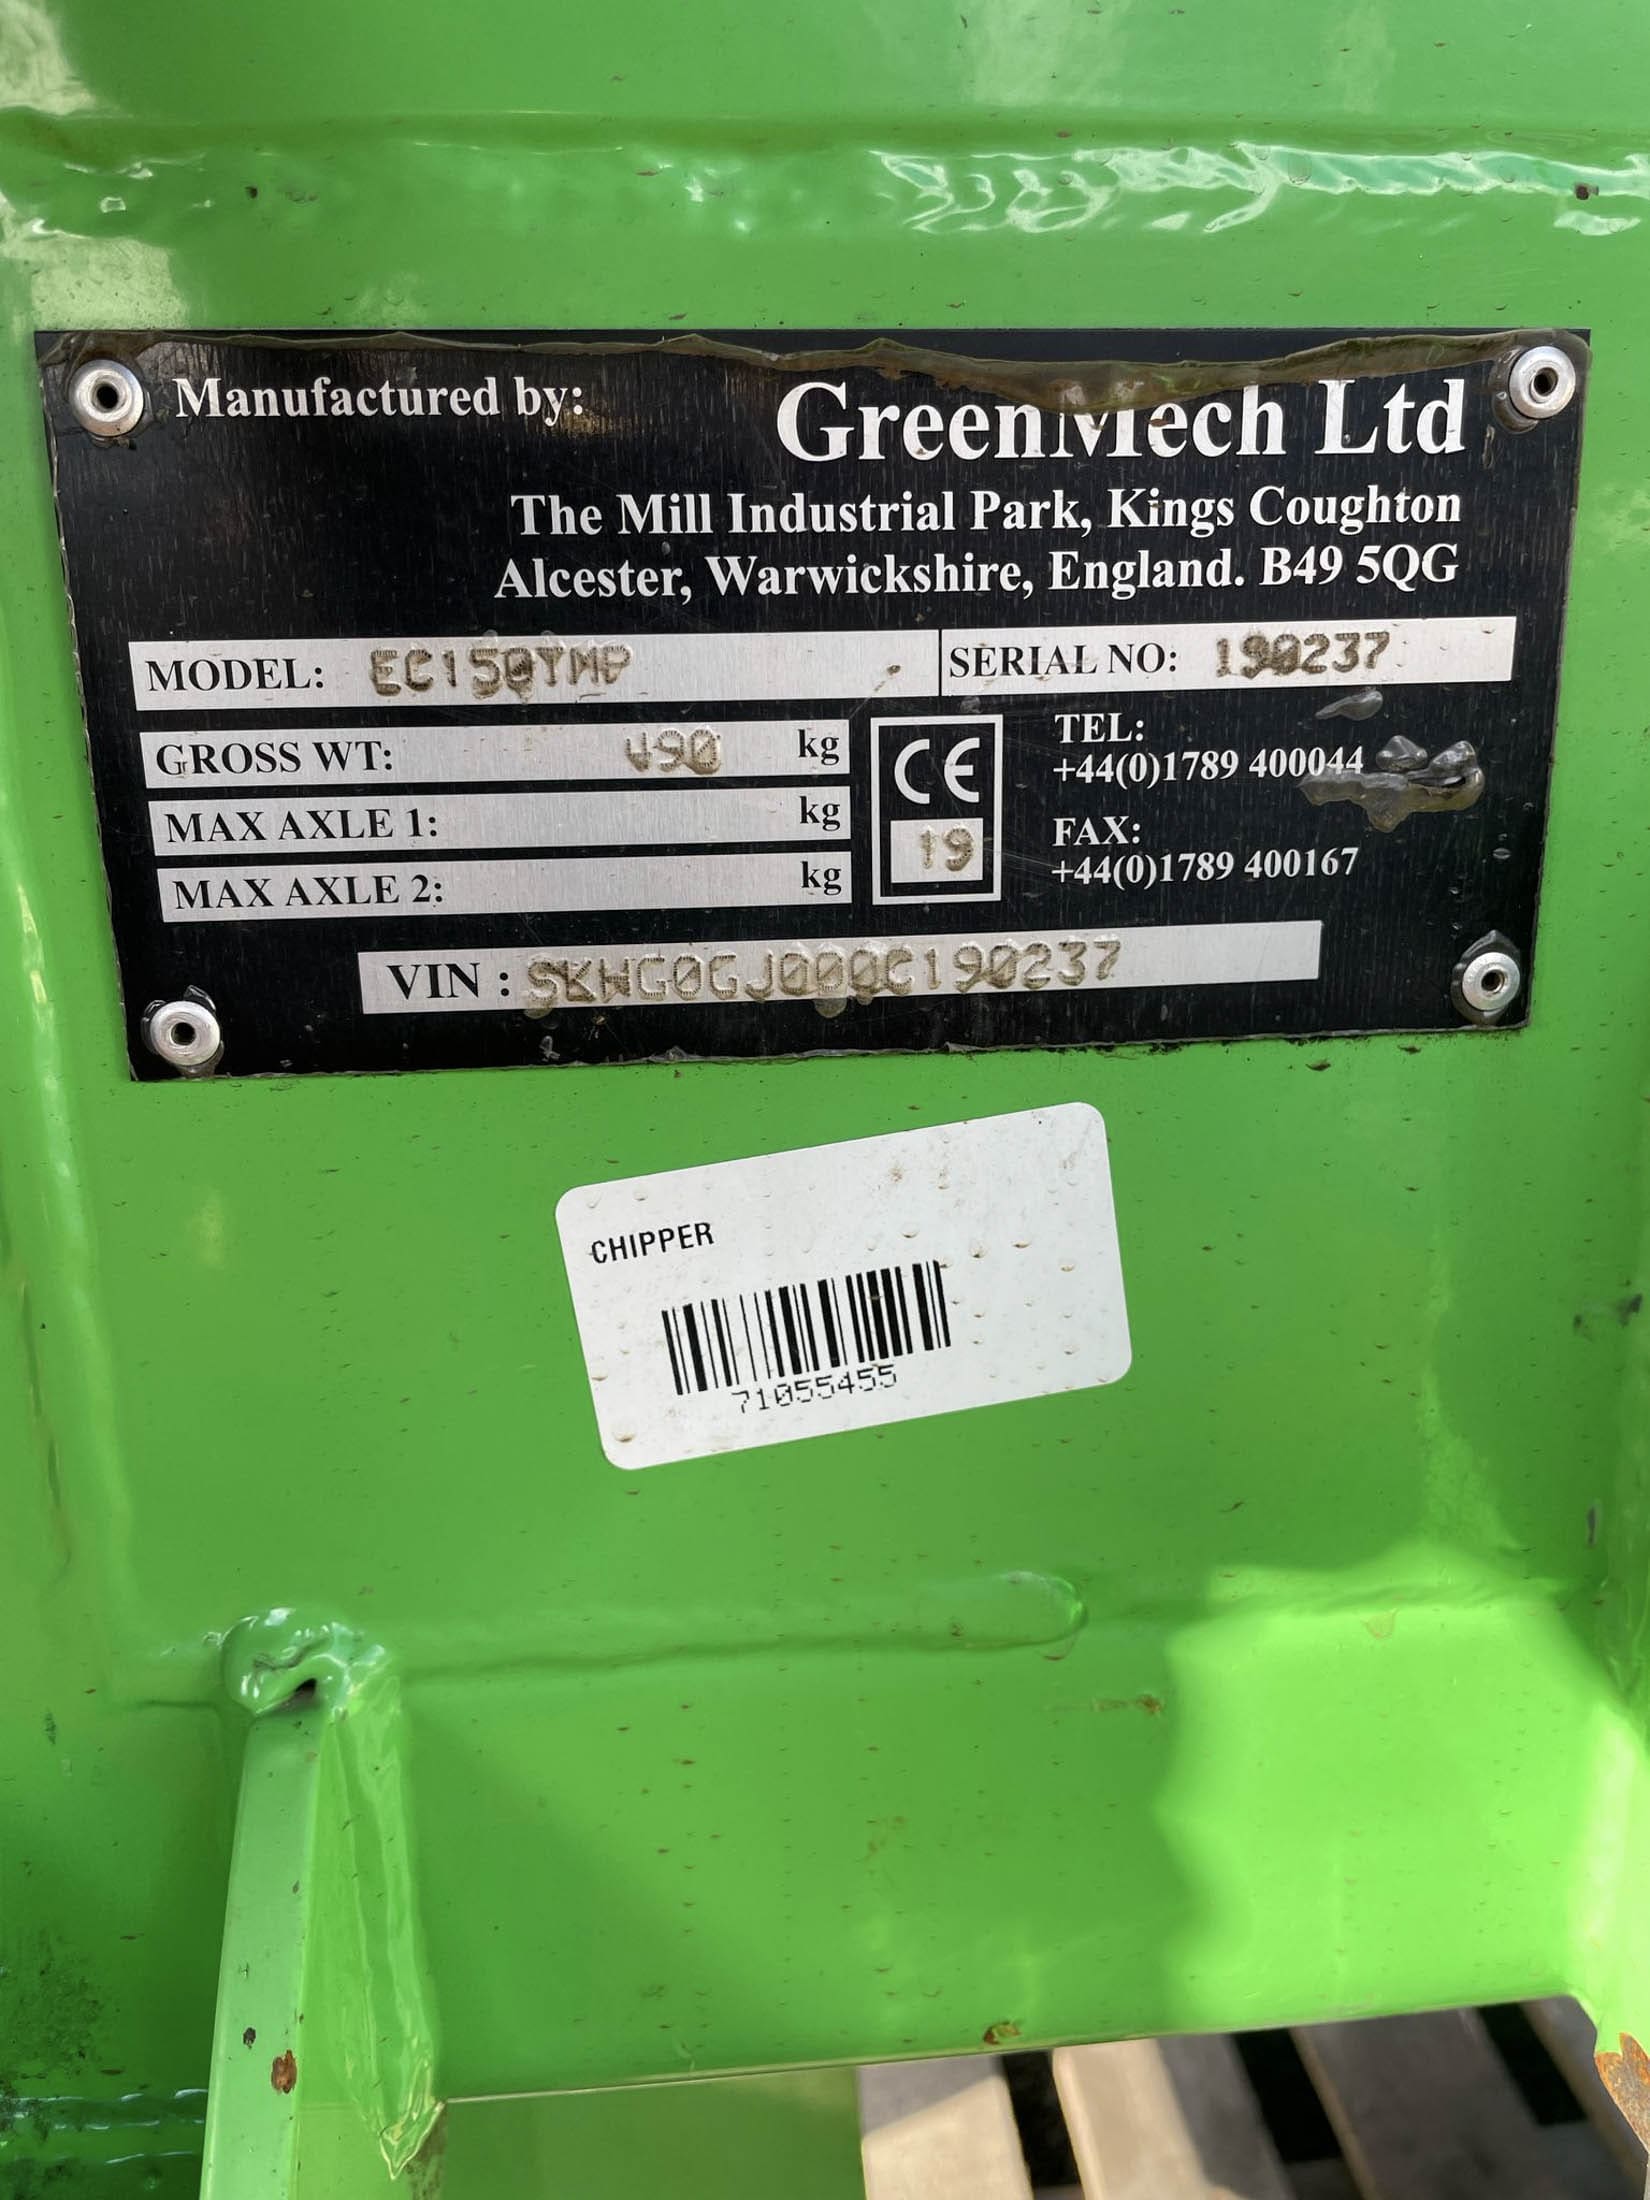 Manufactured by:
GreenMech Ltd
The Mill Industrial Park, Kings Coughton
Alcester, Warwickshire, England. B49 5QG
MODEL: EC150TMP
SERIAL NO: 190237
GROSS WT: 490 kg
MAX AXLE 1: kg
MAX AXLE 2: kg
CE
19
TEL:
+44(0)1789 400044
FAX:
+44(0)1789 400167
VIN : SKHG0GJ000C190237
CHIPPER
71055455